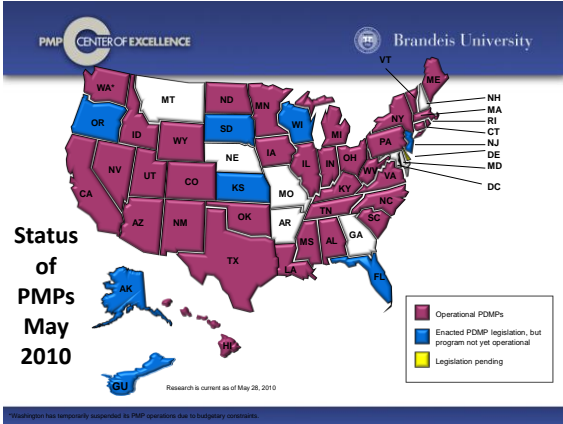 PMP CENTER OF EXCELLENCE
Brandeis University
VT
ME
WA*
MT
ND
MN
NH
MA
RI
CT
NJ
DE
MD
DC
OR
ID
WY
SD
WI
MI
NY
PA
NV
UT
CO
NE
IA
IL
IN
OH
WV
VA
CA
KS
MO
KY
NC
AZ
NM
OK
AR
TN
SC
TX
LA
MS
AL
GA
FL
Status
of
PMPs
May
2010
AK
HI
GU
Operational PDMPs
Enacted PDMP legislation, but
program not yet operational
Legislation pending
Research is current as of May 28, 2010
*Washington has temporarily suspended its PMP operations due to budgetary constraints.